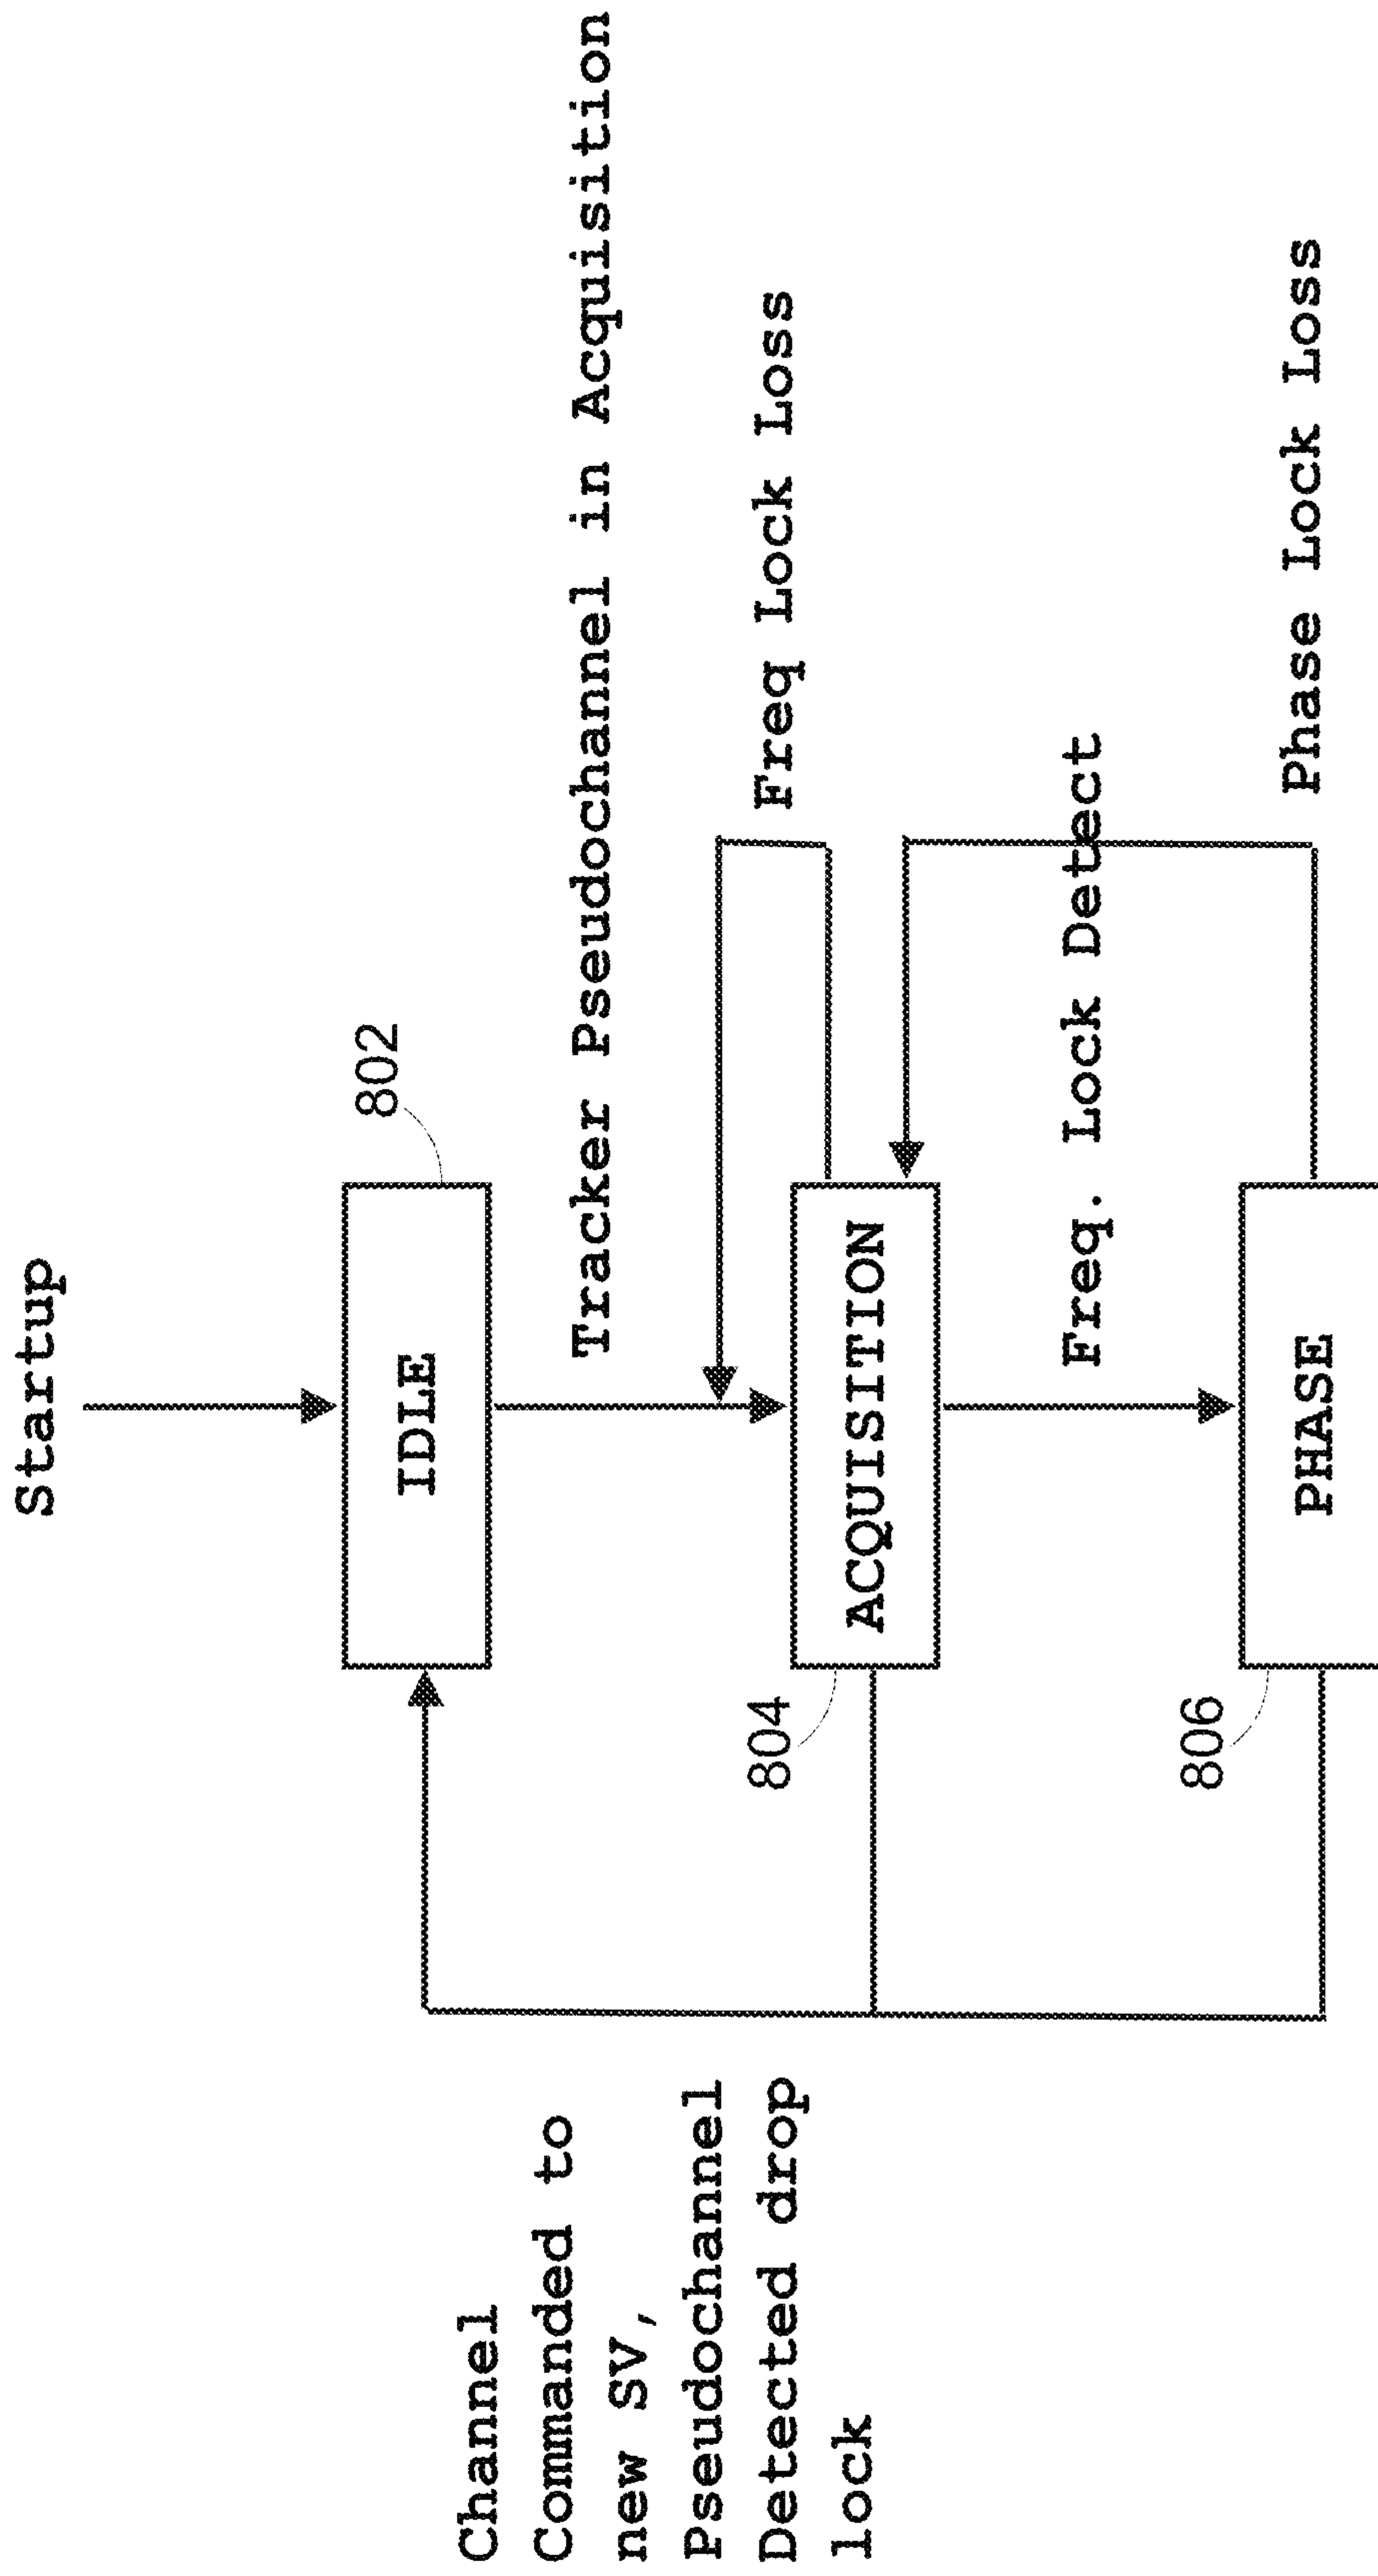 Startup
802
IDLE
Tracker Pseudochannel in Acquisition
Channel
Commanded to
new SV,
Pseudochannel
Detected drop
lock
Freq Lock Loss
804
ACQUISITION
Freq. Lock Detect
806
PHASE
Phase Lock Loss